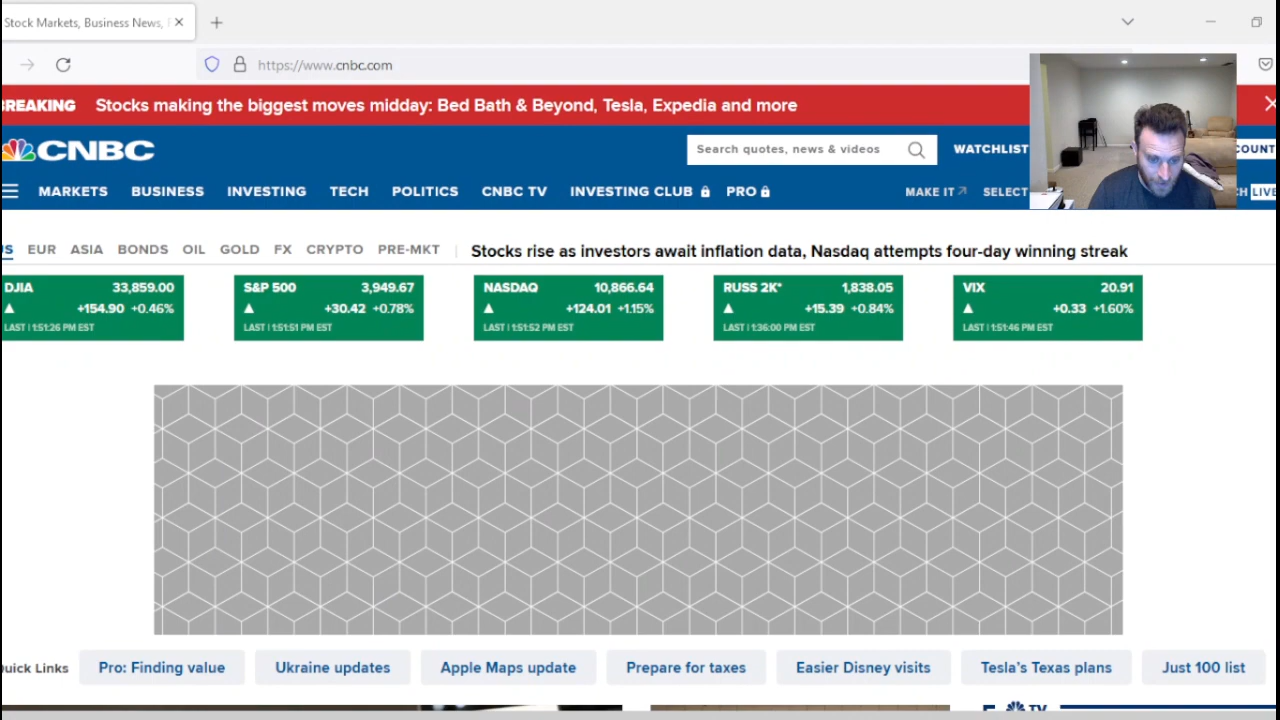 Stock Markets, Business News,
https://www.cnbc.com
BREAKING Stocks making the biggest moves midday: Bed Bath & Beyond, Tesla, Expedia and more
CNBC
Search quotes, news & videos
WATCHLIST
MARKETS BUSINESS INVESTING TECH POLITICS CNBC TV INVESTING CLUB PRO MAKE IT SELECT
EUR ASIA BONDS OIL GOLD FX CRYPTO PRE-MKT Stocks rise as investors await inflation data, Nasdaq attempts four-day winning streak
DJIA 33,859.00
+154.90 +0.46%
LAST | 1:51:26 PM EST
S&P 500 3,949.67
+30.42 +0.78%
LAST | 1:51:51 PM EST
NASDAQ 10,866.64
+124.01 +1.15%
LAST | 1:51:52 PM EST
RUSS 2K* 1,838.05
+15.39 +0.84%
LAST | 1:36:00 PM EST
VIX 20.91
+0.33 +1.60%
LAST | 1:51:46 PM EST
Quick Links Pro: Finding value Ukraine updates Apple Maps update Prepare for taxes Easier Disney visits Tesla's Texas plans Just 100 list